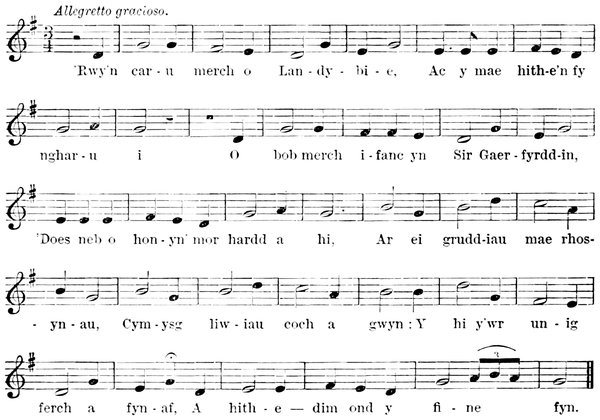 Allegretto gracioso.
'Rwy'n car-u merch o Lan-dy-bi-e, Ac y mae hith-e'n fy
nghar-u i O bob merch i-fanc yn Sir Gaer-fyrdd-in,
'Does neb o hon-yn' mor hardd a hi, Ar ei grudd-iau mae rhos-
-yn-au, Cym-ysg liw-iau coch a gwyn: Y hi y'wr un-ig
ferch a fyn-af, A hith-e — dim ond y fi-ne fyn.